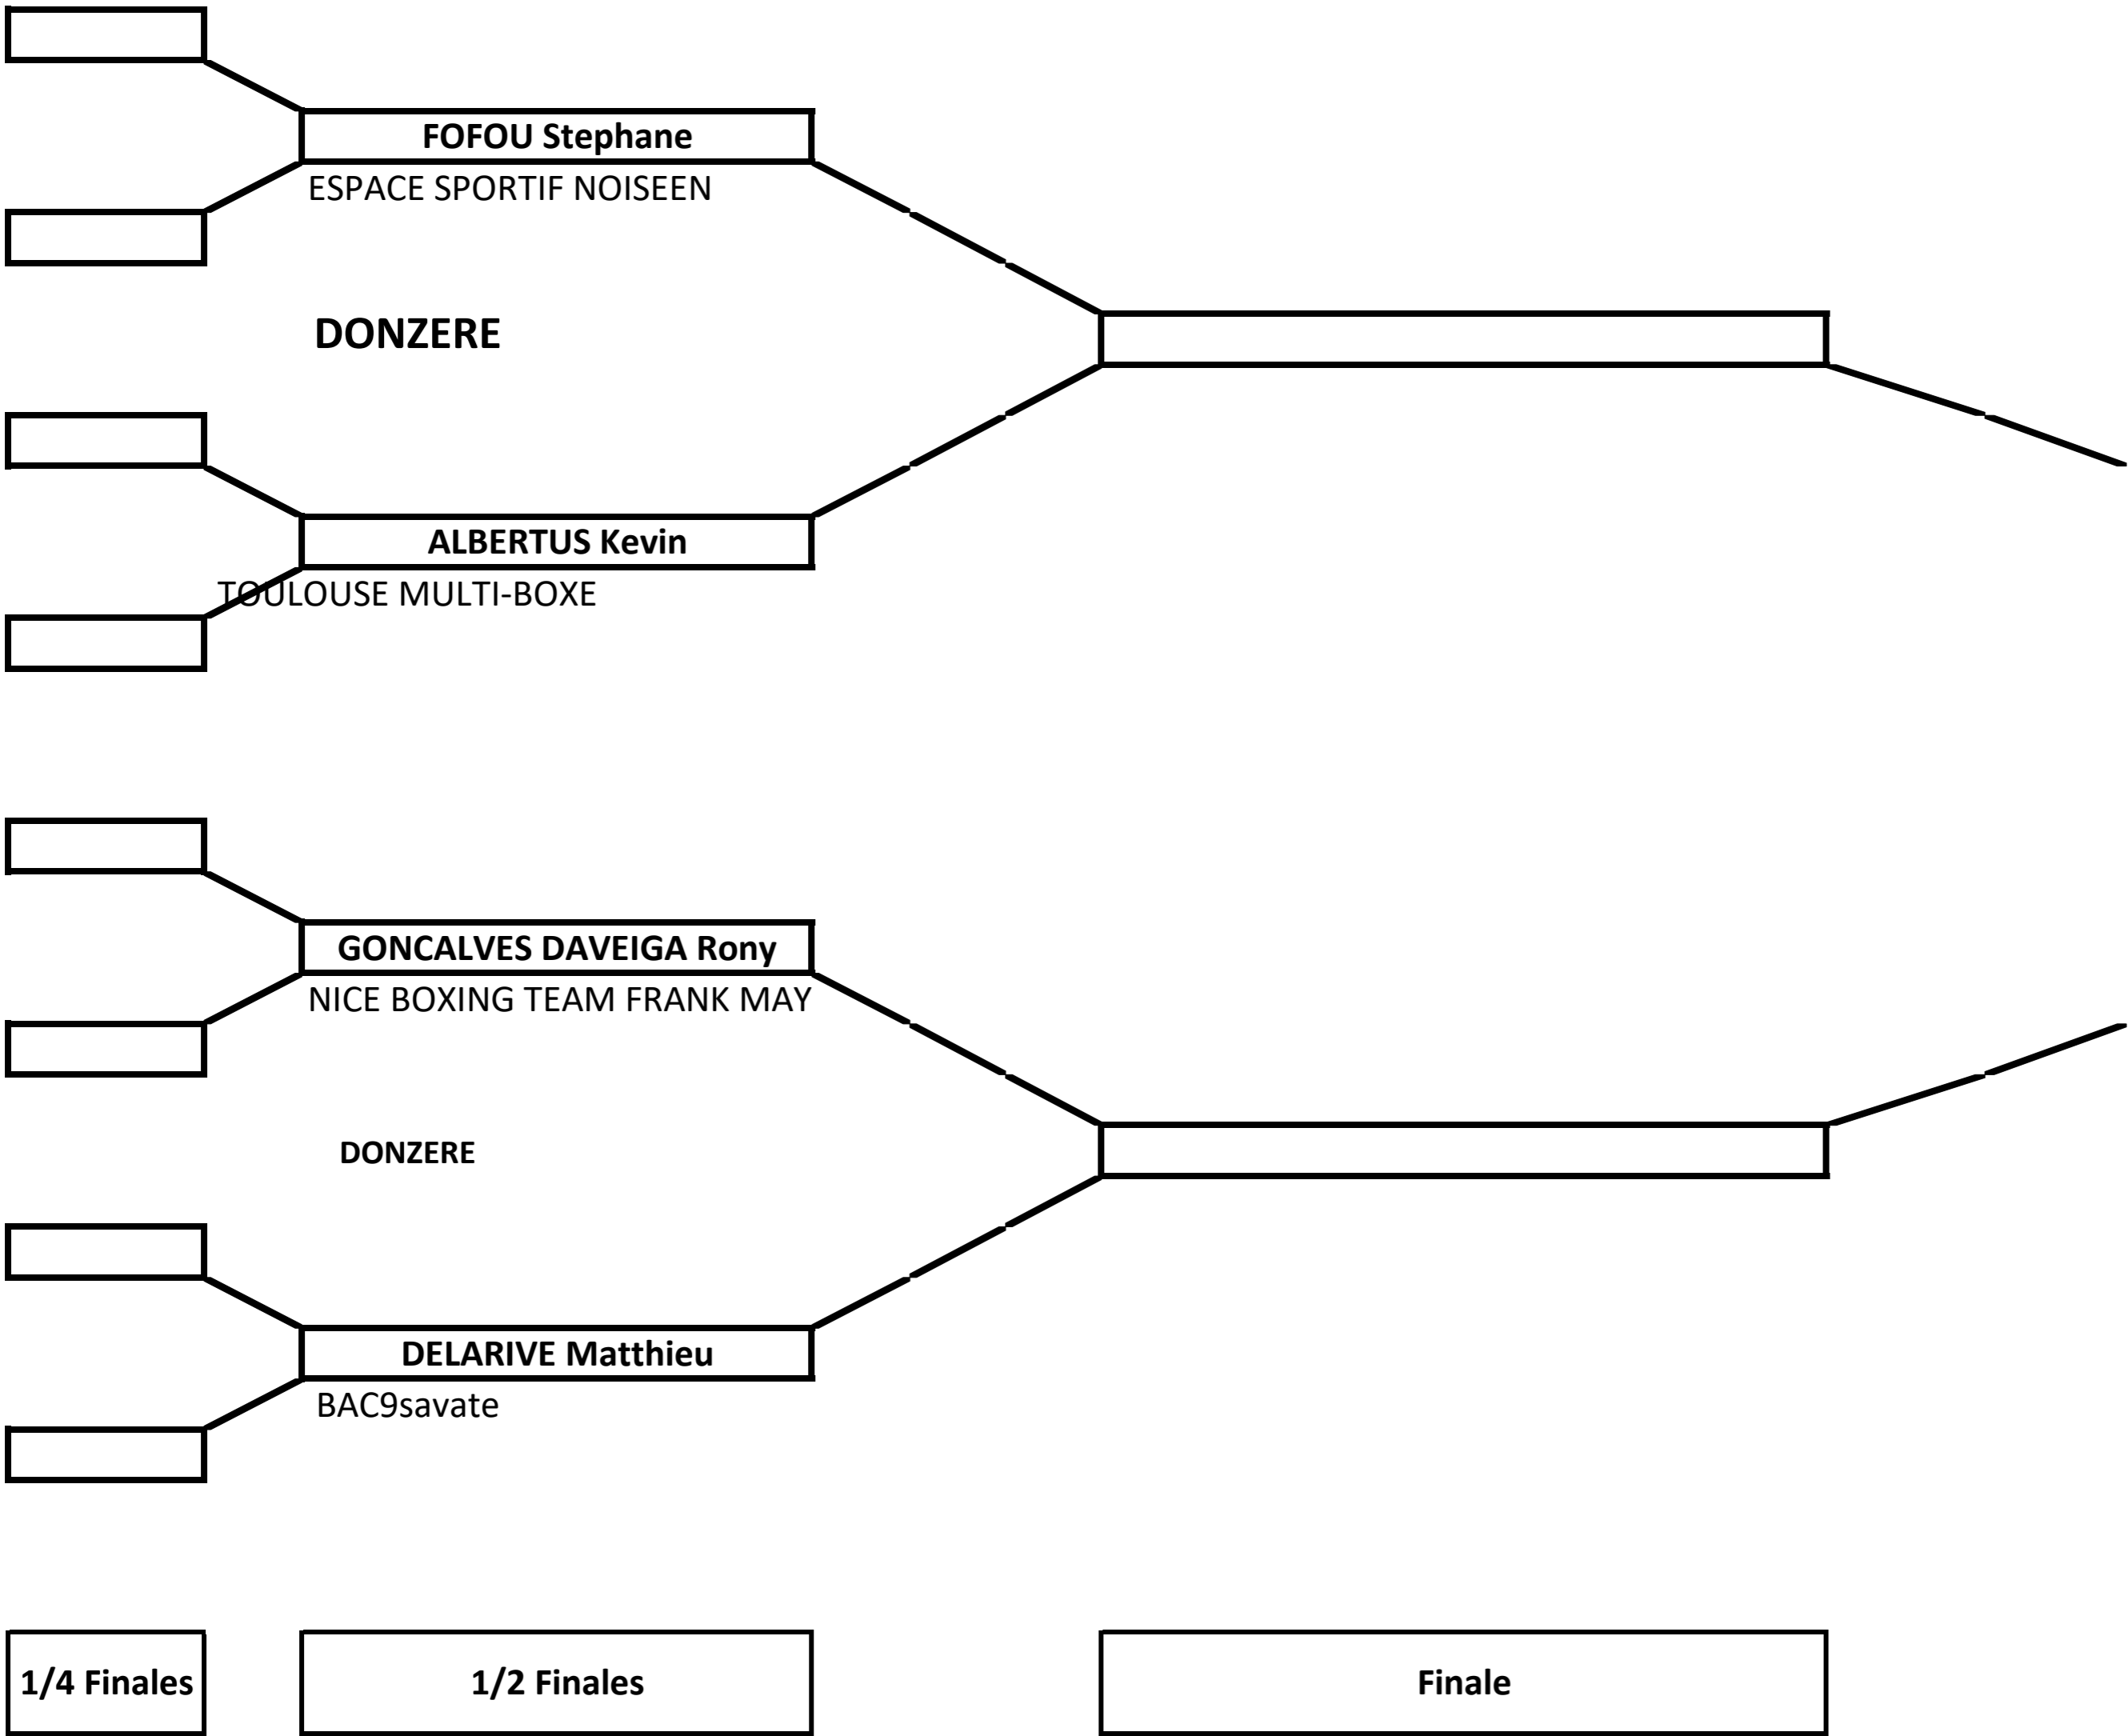 FOFOU Stephane
ESPACE SPORTIF NOISEEN
DONZERE
ALBERTUS Kevin
TOULOUSE MULTI-BOXE
GONCALVES DAVEIGA Rony
NICE BOXING TEAM FRANK MAY
DONZERE
DELARIVE Matthieu
BAC9savate
1/4 Finales
1/2 Finales
Finale